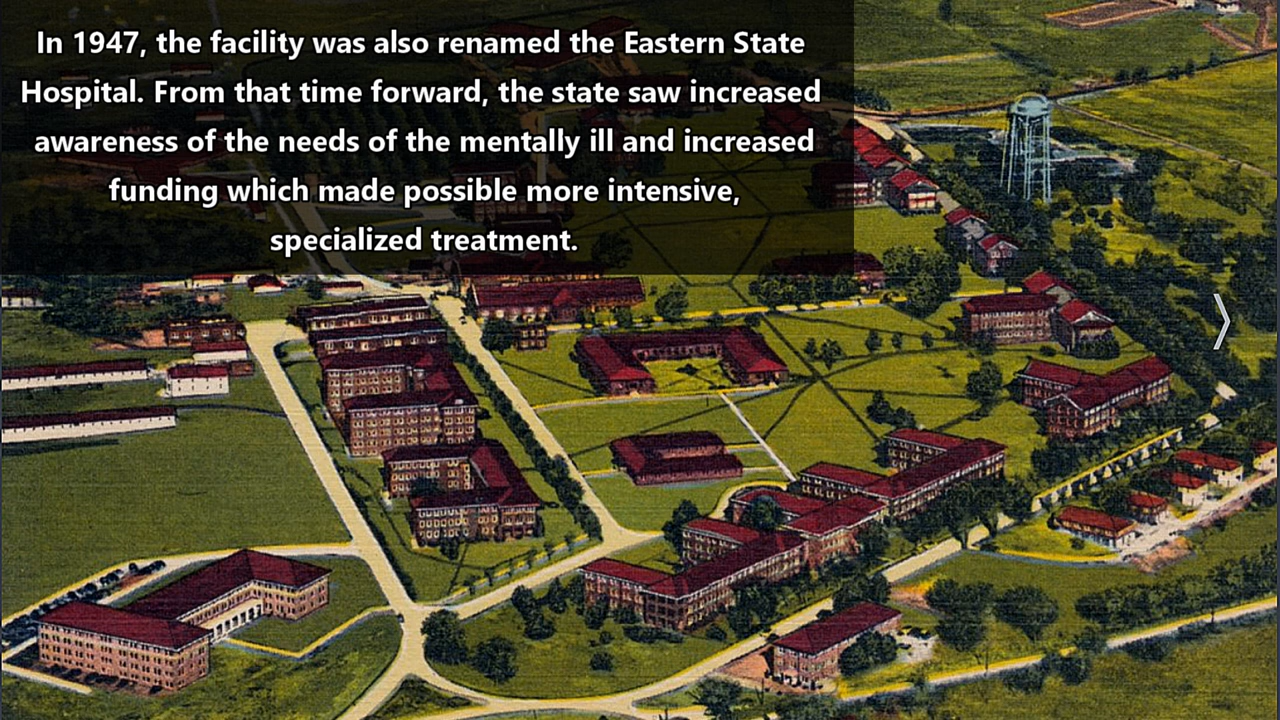 In 1947, the facility was also renamed the Eastern State
Hospital. From that time forward, the state saw increased
awareness of the needs of the mentally ill and increased
funding which made possible more intensive,
specialized treatment.